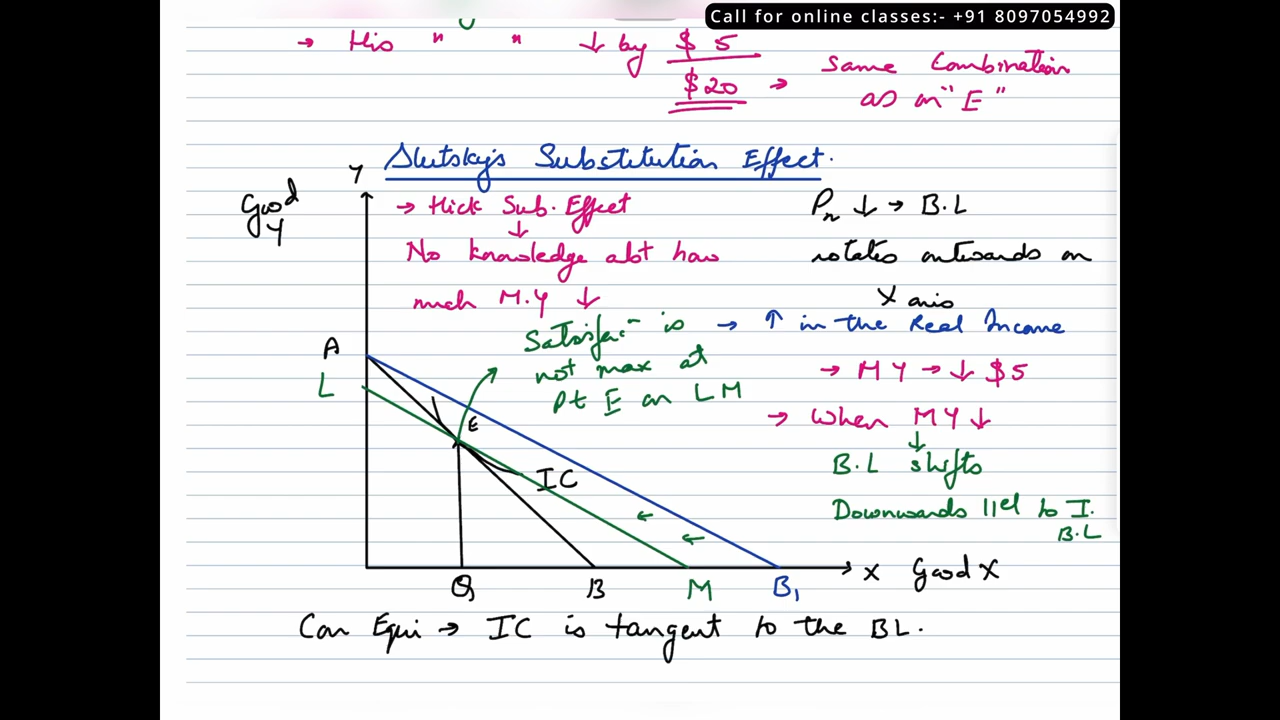 Call for online classes:- +91 8097054992
→ His " " ↓ by $ 5
$20 → Same Combination
as on "E"
Slutsky's Substitution Effect.
Y
Good
Y
→ Hick Sub. Effect
↓
No knowledge abt how
much M.Y ↓
Pn ↓ → B.L
rotates outwards on
X axis
→ ↑ in the Real Income
→ MY → ↓ $5
→ When MY ↓
↓
B.L shifts
Downwards llel to I.
B.L
Satisfac- is
not max at
Pt E on LM
A
L
E
IC
←
←
Q B M B1 X Good X
Con Equi → IC is tangent to the BL.